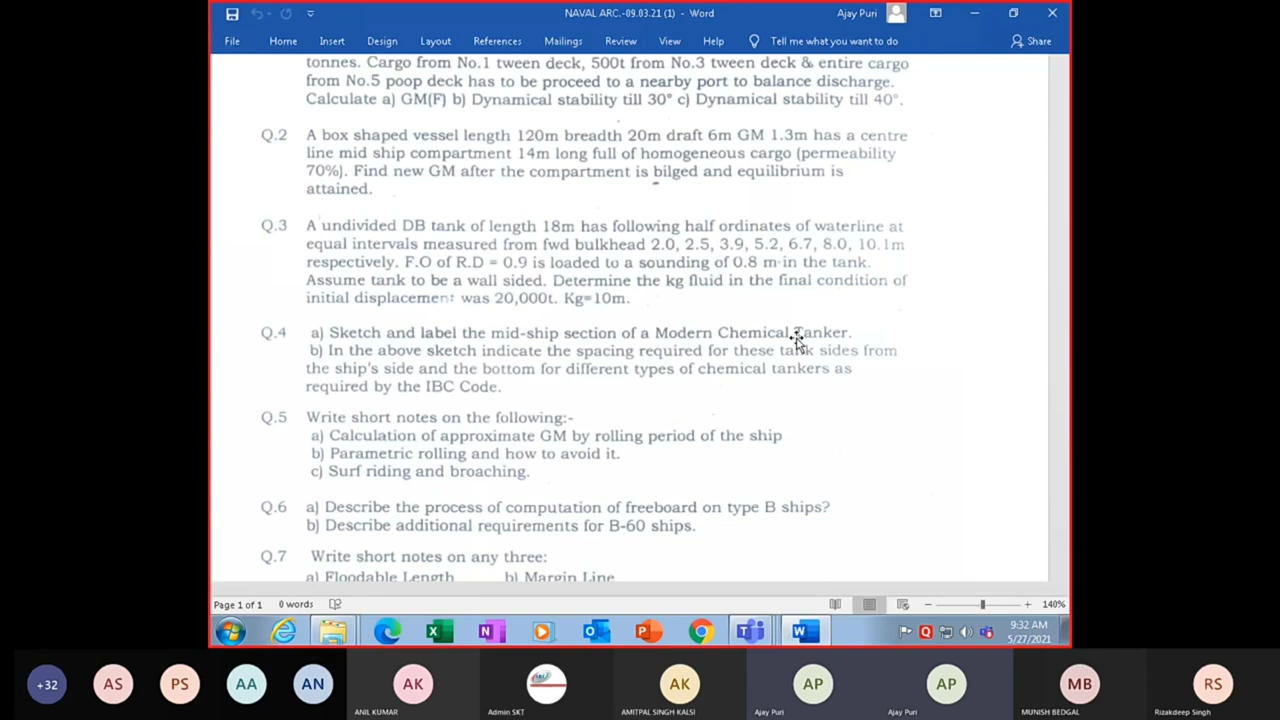 NAVAL ARC.-09.03.21 (1) - Word
Ajay Puri
File Home Insert Design Layout References Mailings Review View Help Tell me what you want to do Share
tonnes. Cargo from No.1 tween deck, 500t from No.3 tween deck & entire cargo
from No.5 poop deck has to be proceed to a nearby port to balance discharge.
Calculate a) GM(F) b) Dynamical stability till 30° c) Dynamical stability till 40°.
Q.2 A box shaped vessel length 120m breadth 20m draft 6m GM 1.3m has a centre
line mid ship compartment 14m long full of homogeneous cargo (permeability
70%). Find new GM after the compartment is bilged and equilibrium is
attained.
Q.3 A undivided DB tank of length 18m has following half ordinates of waterline at
equal intervals measured from fwd bulkhead 2.0, 2.5, 3.9, 5.2, 6.7, 8.0, 10.1m
respectively. F.O of R.D = 0.9 is loaded to a sounding of 0.8 m in the tank.
Assume tank to be a wall sided. Determine the kg fluid in the final condition of
initial displacement was 20,000t. Kg=10m.
Q.4 a) Sketch and label the mid-ship section of a Modern Chemical Tanker.
b) In the above sketch indicate the spacing required for these tank sides from
the ship's side and the bottom for different types of chemical tankers as
required by the IBC Code.
Q.5 Write short notes on the following:-
a) Calculation of approximate GM by rolling period of the ship
b) Parametric rolling and how to avoid it.
c) Surf riding and broaching.
Q.6 a) Describe the process of computation of freeboard on type B ships?
b) Describe additional requirements for B-60 ships.
Q.7 Write short notes on any three:
a) Floodable Length b) Margin Line
Page 1 of 1 0 words 140%
9:32 AM
5/27/2021
+32 AS PS AA AN AK AK AP AP MB RS
ANIL KUMAR Admin SKT AMITPAL SINGH KALSI Ajay Puri Ajay Puri MUNISH BEDGAL Rizakdeep Singh